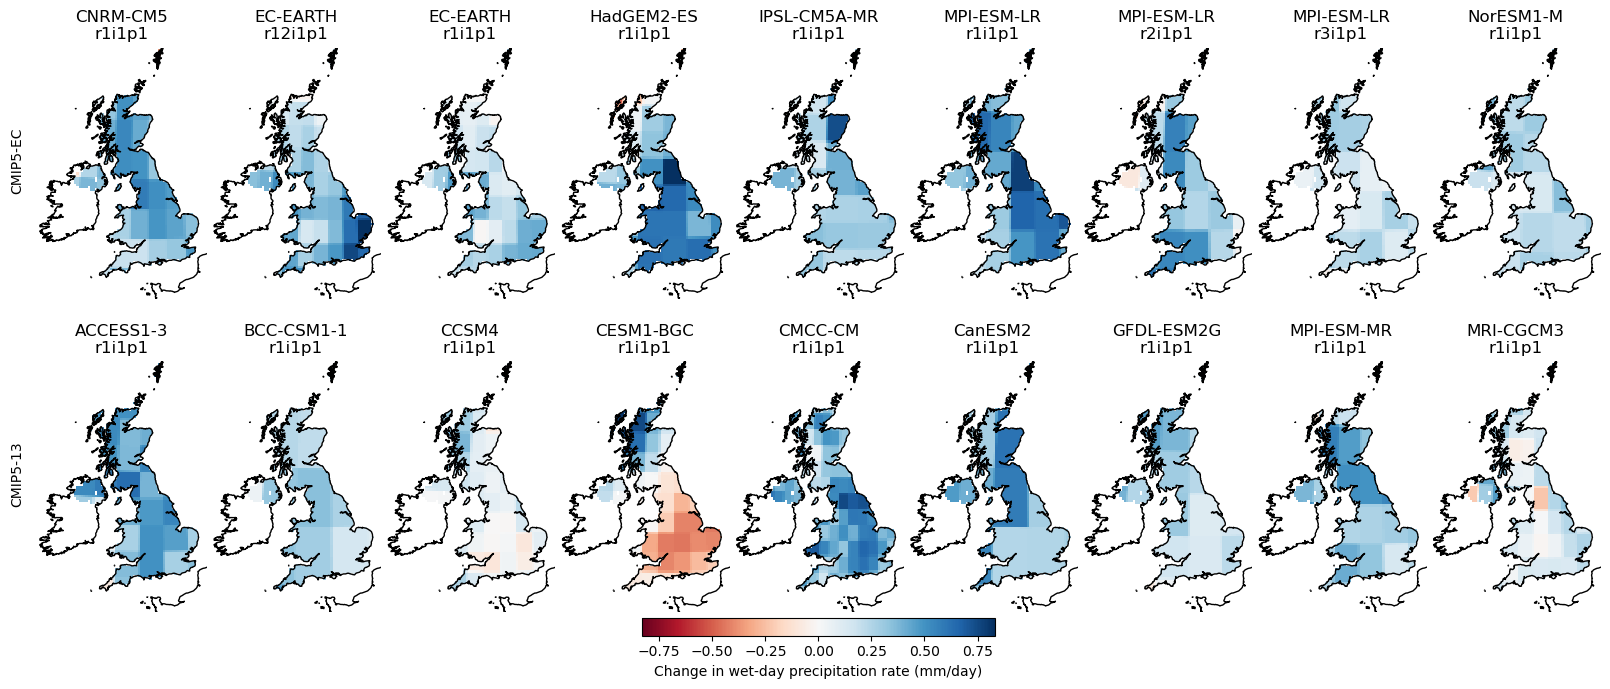 CNRM-CM5 EC-EARTH EC-EARTH HadGEM2-ES IPSL-CM5A-MR MPI-ESM-LR MPI-ESM-LR MPI-ESM-LR NorESM1-M
r1i1p1 r12i1p1 r1i1p1 r1i1p1 r1i1p1 r1i1p1 r2i1p1 r3i1p1 r1i1p1
CMIP5-EC
ACCESS1-3 BCC-CSM1-1 CCSM4 CESM1-BGC CMCC-CM CanESM2 GFDL-ESM2G MPI-ESM-MR MRI-CGCM3
r1i1p1 r1i1p1 r1i1p1 r1i1p1 r1i1p1 r1i1p1 r1i1p1 r1i1p1 r1i1p1
CMIP5-13
−0.75 −0.50 −0.25 0.00 0.25 0.50 0.75
Change in wet-day precipitation rate (mm/day)